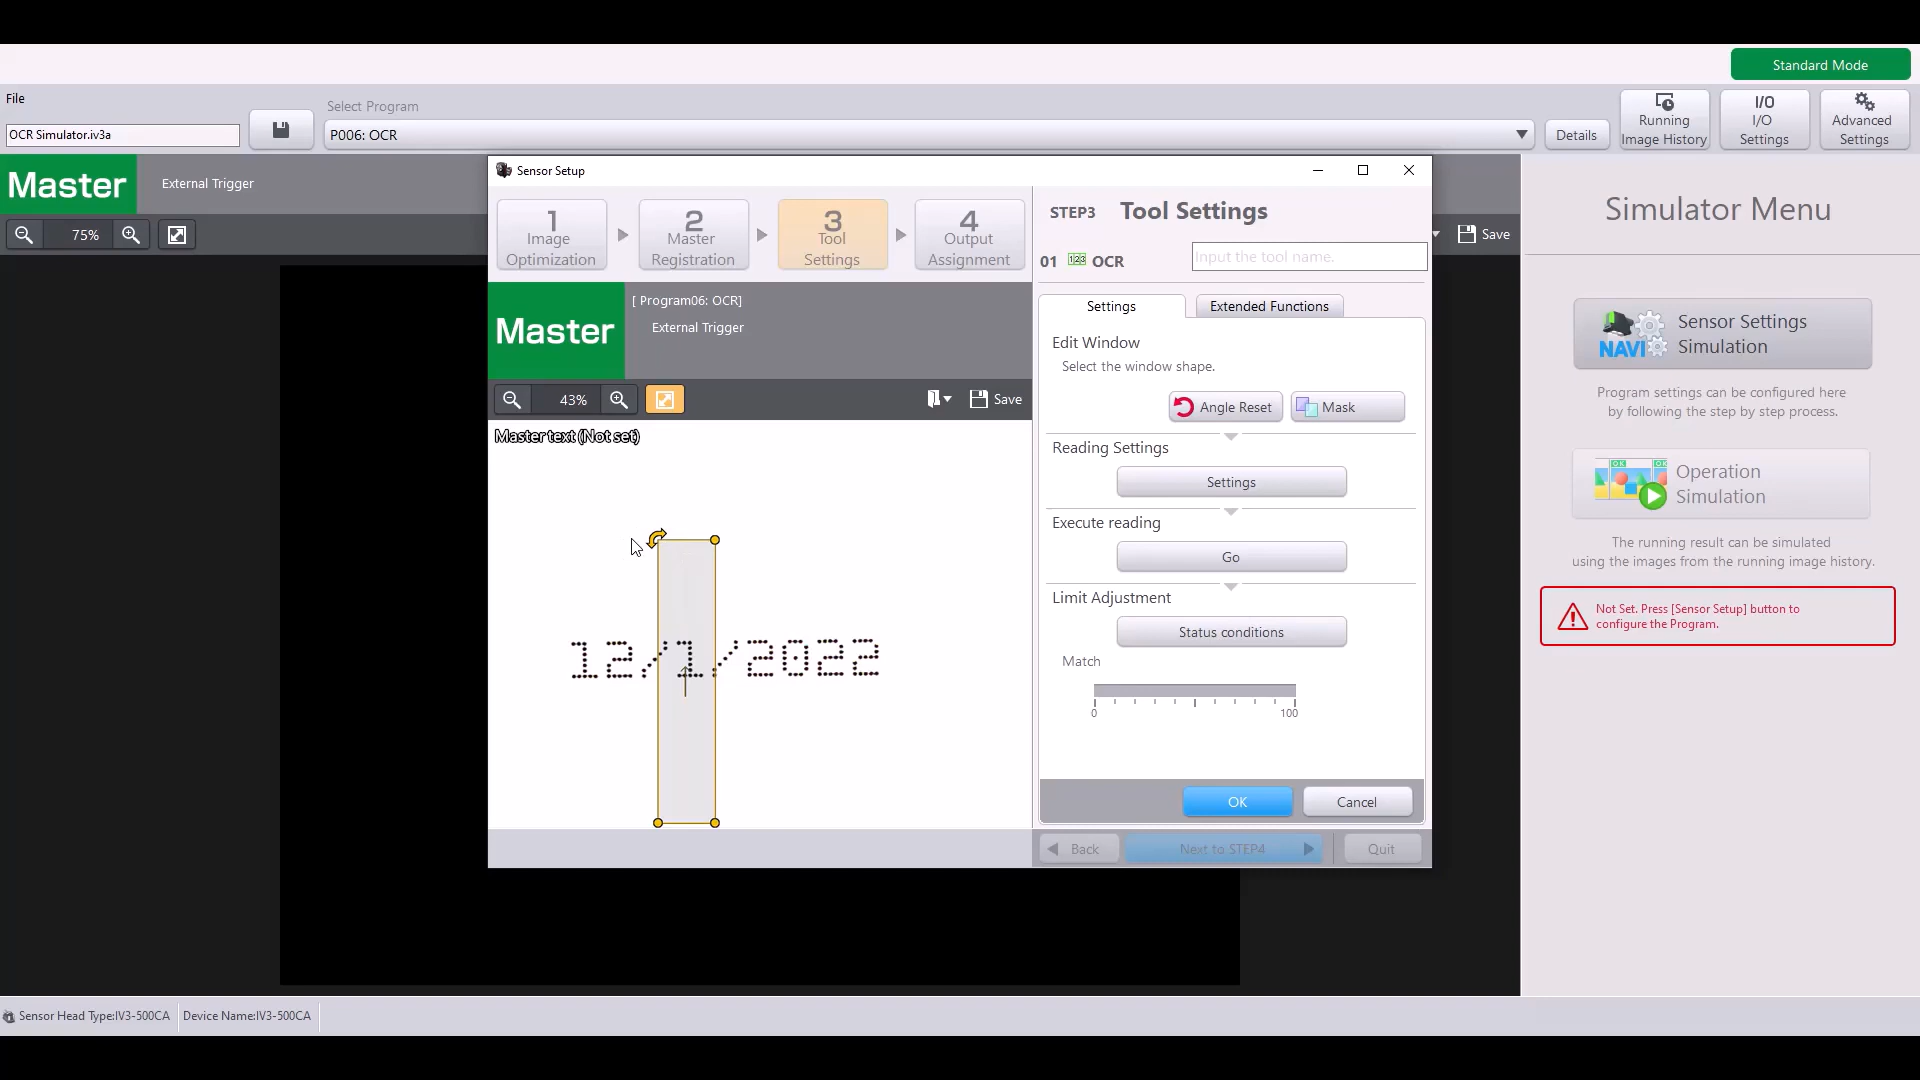 Standard Mode
File
Select Program
OCR Simulator.iv3a
P006: OCR
Details
Running
Image History
I/O
I/O
Settings
Advanced
Settings
Master
External Trigger
75%
Save
Sensor Setup
1
Image
Optimization
2
Master
Registration
3
Tool
Settings
4
Output
Assignment
Master
[ Program06: OCR]
External Trigger
43%
Save
Master text (Not set)
12/1/2022
STEP3 Tool Settings
01 123 OCR
Input the tool name.
Settings
Extended Functions
Edit Window
Select the window shape.
Angle Reset
Mask
Reading Settings
Settings
Execute reading
Go
Limit Adjustment
Status conditions
Match
0 100
OK
Cancel
Back
Next to STEP4
Quit
Simulator Menu
NAVI
Sensor Settings
Simulation
Program settings can be configured here
by following the step by step process.
OK OK
Operation
Simulation
The running result can be simulated
using the images from the running image history.
Not Set. Press [Sensor Setup] button to
configure the Program.
Sensor Head Type:IV3-500CA
Device Name:IV3-500CA